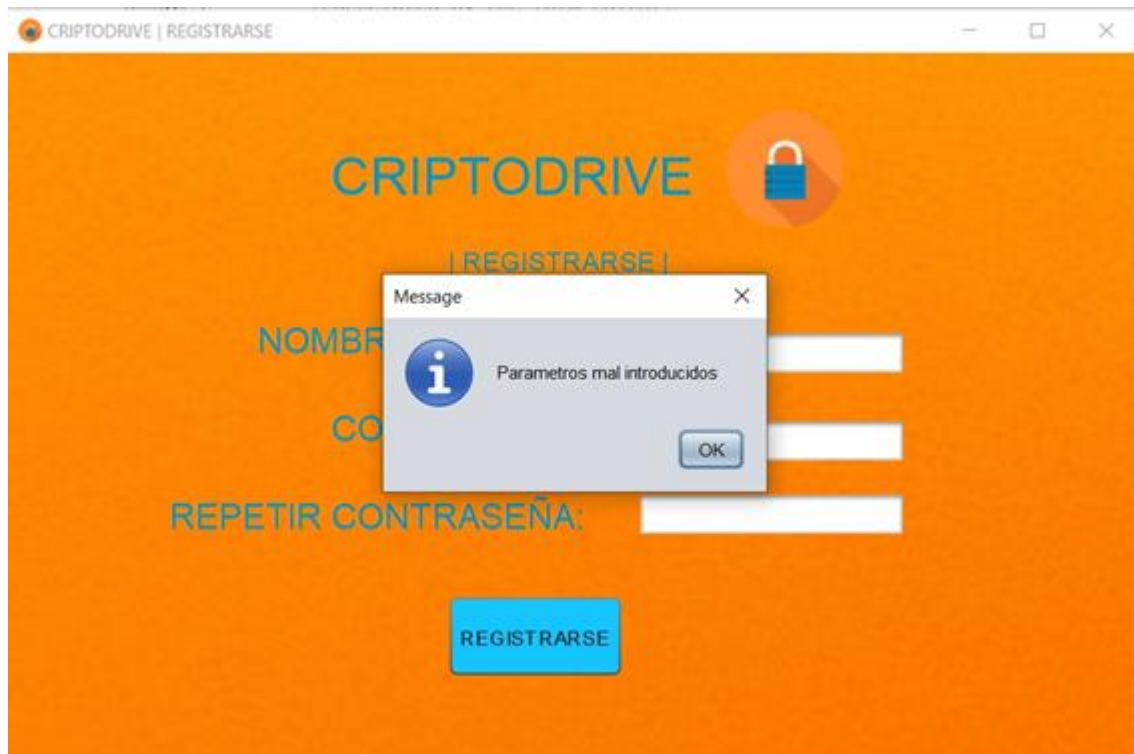 CRIPTODRIVE | REGISTRARSE
CRIPTODRIVE
| REGISTRARSE |
Message
NOMBR
Parametros mal introducidos
CO
OK
REPETIR CONTRASEÑA:
REGISTRARSE